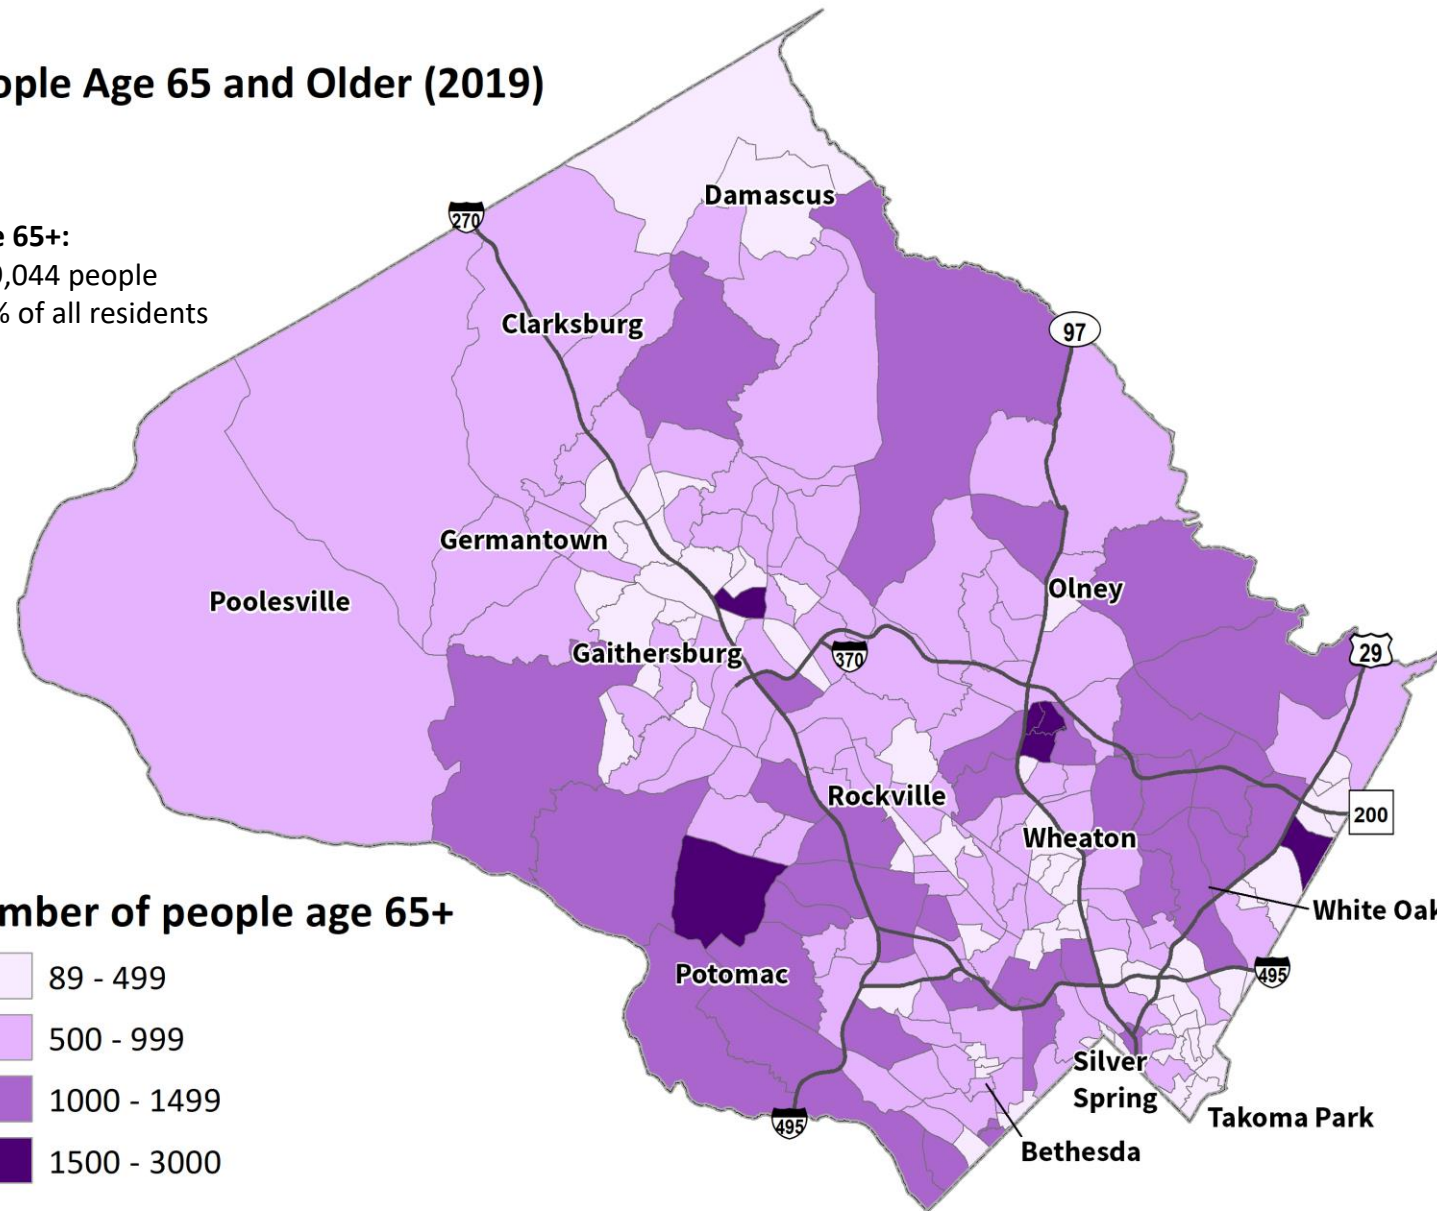 ople Age 65 and Older (2019)
e 65+:
9,044 people
% of all residents
270
Damascus
97
Clarksburg
Germantown
Olney
Poolesville
29
Gaithersburg
370
Rockville
200
Wheaton
White Oak
mber of people age 65+
Potomac
495
89 - 499
500 - 999
1000 - 1499
1500 - 3000
Silver
Spring
Takoma Park
495
Bethesda